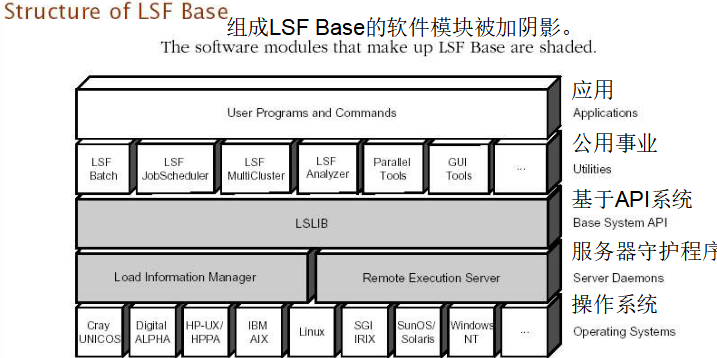 Structure of LSF Base
组成LSF Base的软件模块被加阴影。
The software modules that make up LSF Base are shaded.
User Programs and Commands
应用
Applications
LSF Batch
LSF JobScheduler
LSF MultiCluster
LSF Analyzer
Parallel Tools
GUI Tools
...
公用事业
Utilities
LSLIB
基于API系统
Base System API
Load Information Manager
Remote Execution Server
服务器守护程序
Server Daemons
Cray UNICOS
Digital ALPHA
HP-UX/ HPPA
IBM AIX
Linux
SGI IRIX
SunOS/ Solaris
Windows NT
...
操作系统
Operating Systems